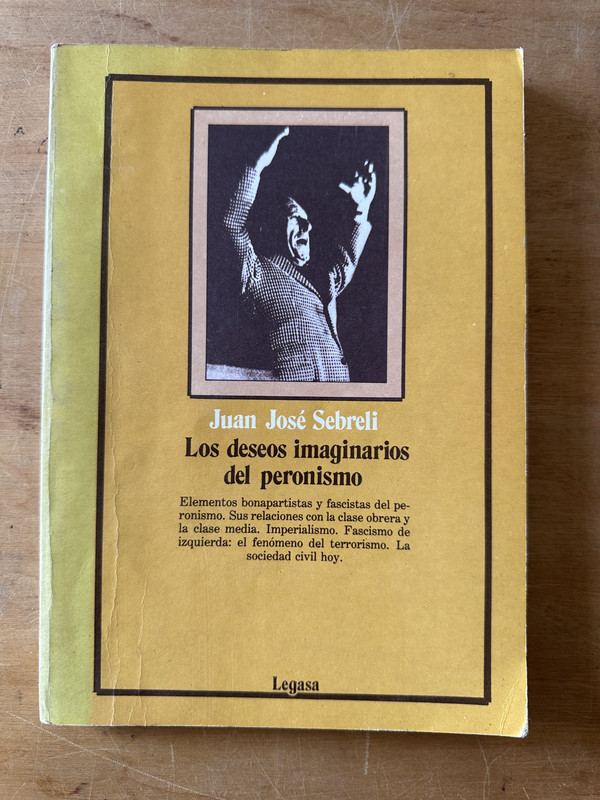 Juan José Sebreli
Los deseos imaginarios
del peronismo
Elementos bonapartistas y fascistas del pe-
ronismo. Sus relaciones con la clase obrera y
la clase media. Imperialismo. Fascismo de
izquierda: el fenómeno del terrorismo. La
sociedad civil hoy.
Legasa